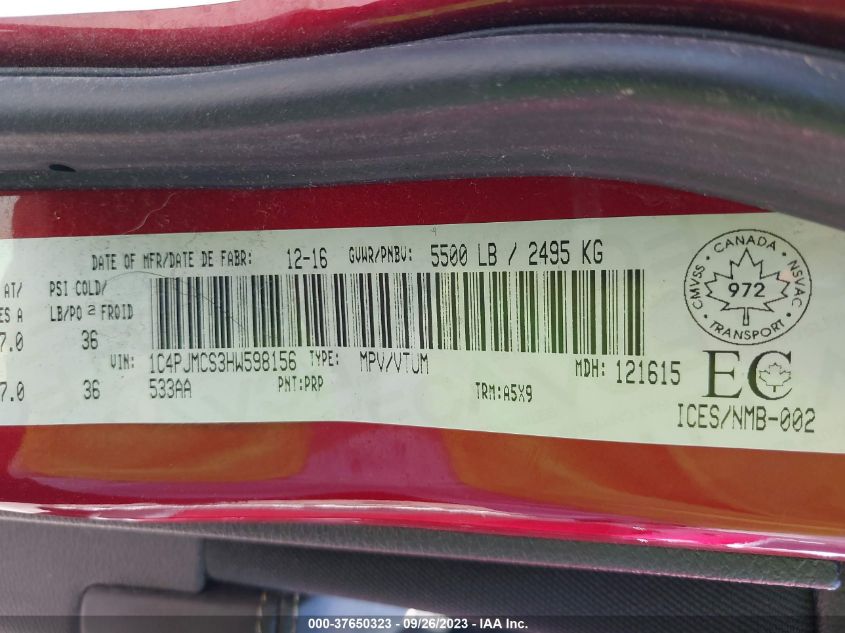 DATE OF MFR/DATE DE FABR: 12-16 GVWR/PNBV: 5500 LB / 2495 KG
AT/ PSI COLD/
ES A LB/PO2 FROID
7.0 36
VIN: 1C4PJMCS3HW598156 TYPE: MPV/VTUM MDH: 121615
7.0 36 533AA PNT:PRP TRM:A5X9
CMVSS · CANADA · NSVAC
972
TRANSPORT
EC
ICES/NMB-002
000-37650323 - 09/26/2023 - IAA Inc.